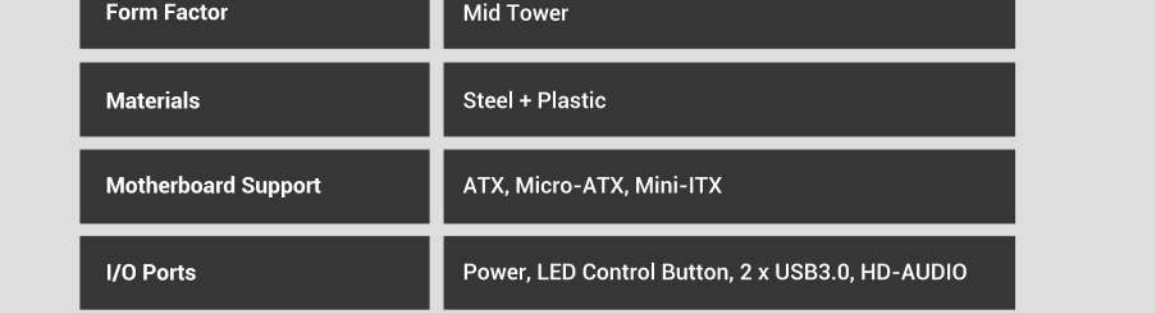 Form Factor Mid Tower
Materials Steel + Plastic
Motherboard Support ATX, Micro-ATX, Mini-ITX
I/O Ports Power, LED Control Button, 2 x USB3.0, HD-AUDIO